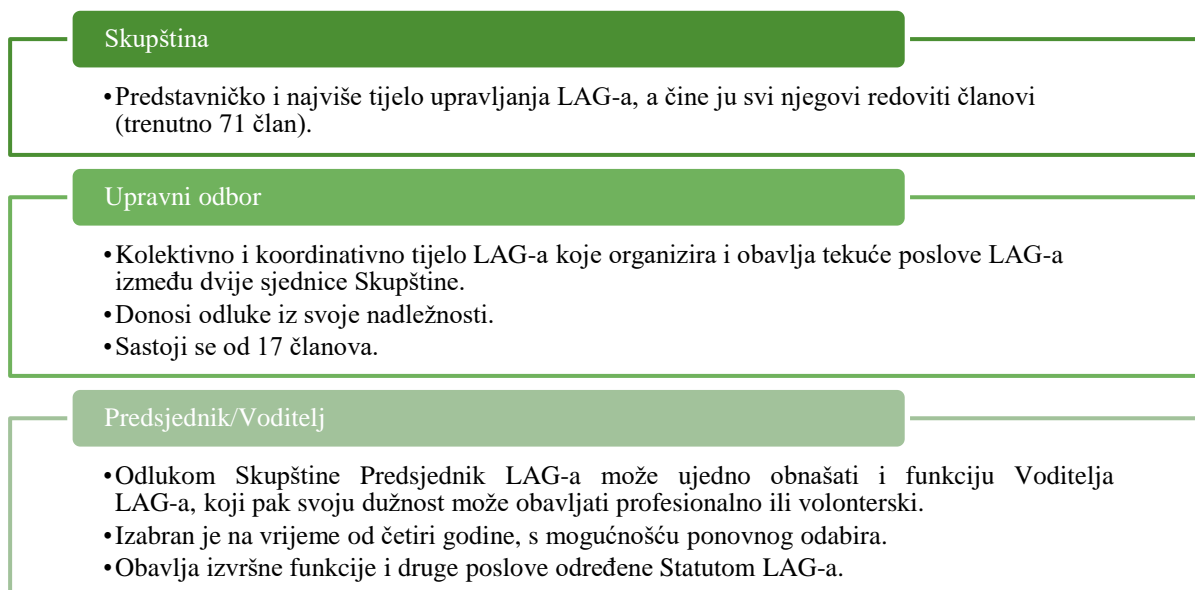 Skupština
•Predstavničko i najviše tijelo upravljanja LAG-a, a čine ju svi njegovi redoviti članovi
(trenutno 71 član).
Upravni odbor
•Kolektivno i koordinativno tijelo LAG-a koje organizira i obavlja tekuće poslove LAG-a
između dvije sjednice Skupštine.
•Donosi odluke iz svoje nadležnosti.
•Sastoji se od 17 članova.
Predsjednik/Voditelj
•Odlukom Skupštine Predsjednik LAG-a može ujedno obnašati i funkciju Voditelja
LAG-a, koji pak svoju dužnost može obavljati profesionalno ili volonterski.
•Izabran je na vrijeme od četiri godine, s mogućnošću ponovnog odabira.
•Obavlja izvršne funkcije i druge poslove određene Statutom LAG-a.